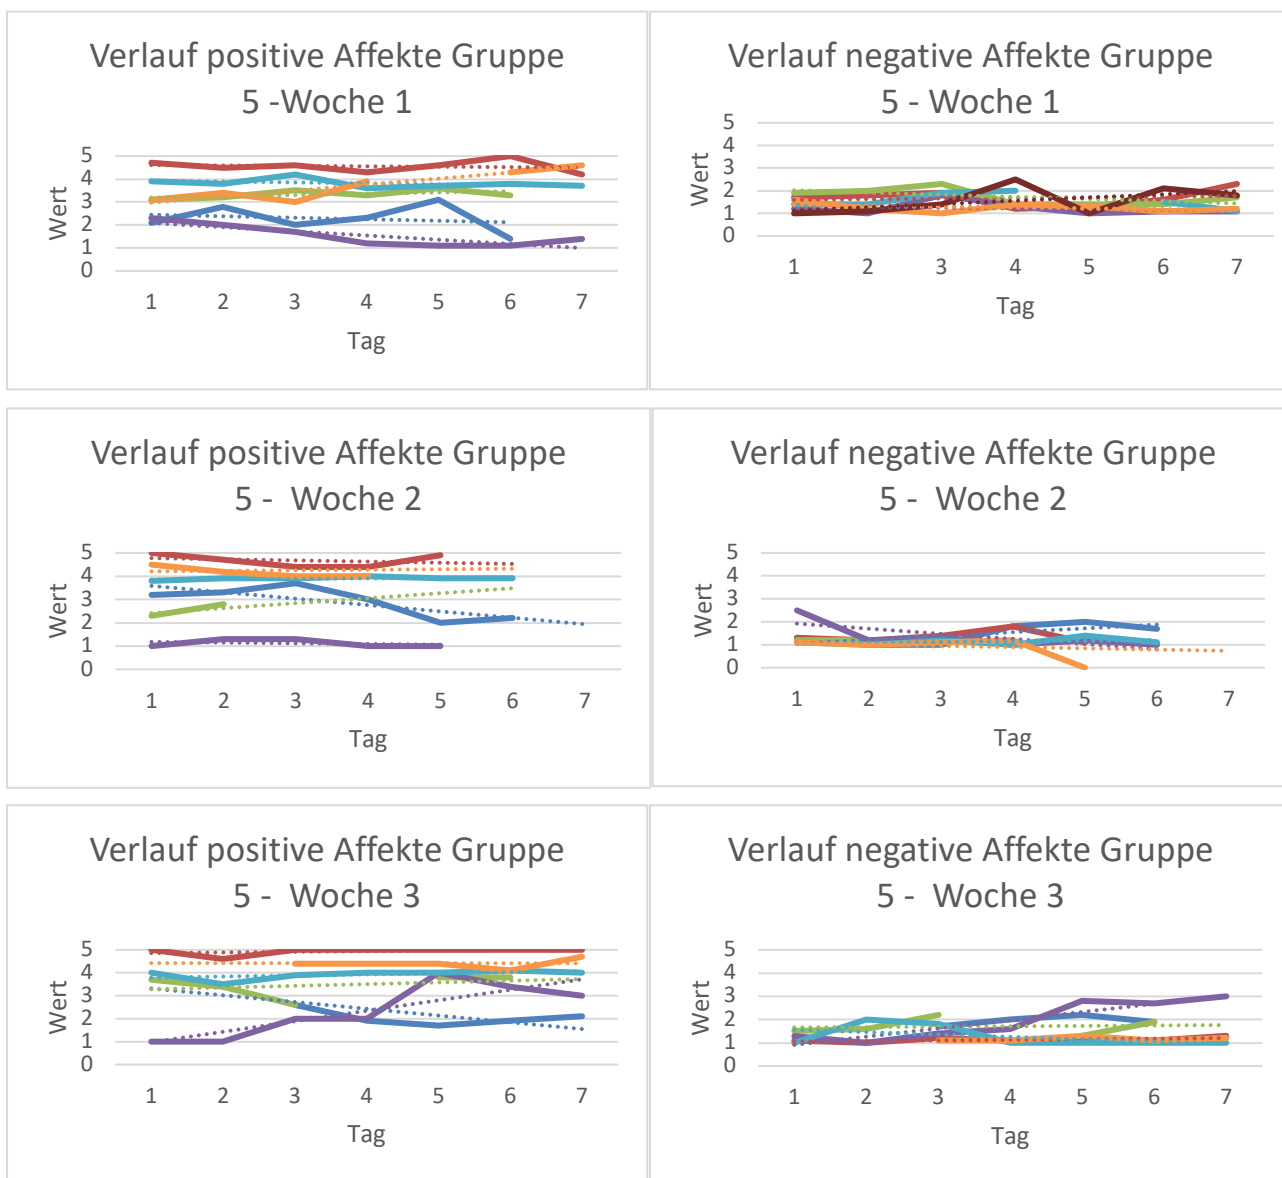 Verlauf positive Affekte Gruppe
5 -Woche 1
5
4
3
2
1
0
Wert
1 2 3 4 5 6 7
Tag
Verlauf negative Affekte Gruppe
5 - Woche 1
5
4
3
2
1
0
Wert
1 2 3 4 5 6 7
Tag
Verlauf positive Affekte Gruppe
5 - Woche 2
5
4
3
2
1
0
Wert
1 2 3 4 5 6 7
Tag
Verlauf negative Affekte Gruppe
5 - Woche 2
5
4
3
2
1
0
Wert
1 2 3 4 5 6 7
Tag
Verlauf positive Affekte Gruppe
5 - Woche 3
5
4
3
2
1
0
Wert
1 2 3 4 5 6 7
Tag
Verlauf negative Affekte Gruppe
5 - Woche 3
5
4
3
2
1
0
Wert
1 2 3 4 5 6 7
Tag